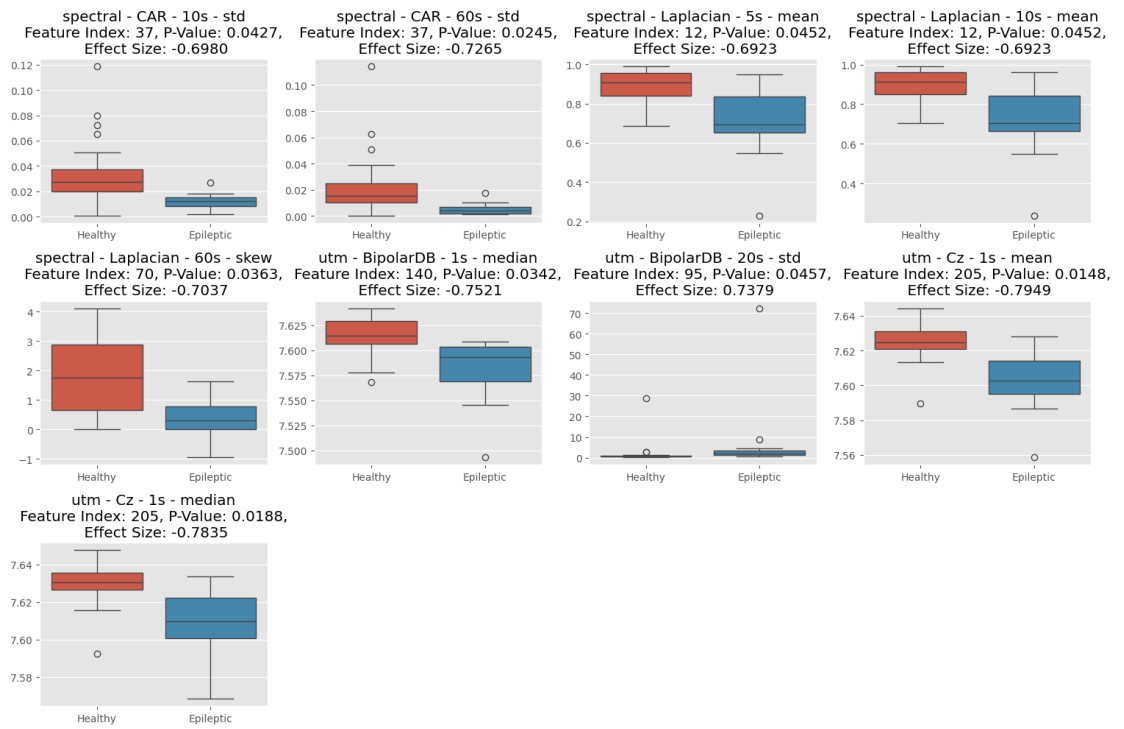 spectral - CAR - 10s - std
Feature Index: 37, P-Value: 0.0427,
Effect Size: -0.6980
0.12
0.10
0.08
0.06
0.04
0.02
0.00
Healthy
Epileptic
spectral - CAR - 60s - std
Feature Index: 37, P-Value: 0.0245,
Effect Size: -0.7265
0.10
0.08
0.06
0.04
0.02
0.00
Healthy
Epileptic
spectral - Laplacian - 5s - mean
Feature Index: 12, P-Value: 0.0452,
Effect Size: -0.6923
1.0
0.8
0.6
0.4
0.2
Healthy
Epileptic
spectral - Laplacian - 10s - mean
Feature Index: 12, P-Value: 0.0452,
Effect Size: -0.6923
1.0
0.8
0.6
0.4
Healthy
Epileptic
spectral - Laplacian - 60s - skew
Feature Index: 70, P-Value: 0.0363,
Effect Size: -0.7037
4
3
2
1
0
−1
Healthy
Epileptic
utm - BipolarDB - 1s - median
Feature Index: 140, P-Value: 0.0342,
Effect Size: -0.7521
7.625
7.600
7.575
7.550
7.525
7.500
Healthy
Epileptic
utm - BipolarDB - 20s - std
Feature Index: 95, P-Value: 0.0457,
Effect Size: 0.7379
70
60
50
40
30
20
10
0
Healthy
Epileptic
utm - Cz - 1s - mean
Feature Index: 205, P-Value: 0.0148,
Effect Size: -0.7949
7.64
7.62
7.60
7.58
7.56
Healthy
Epileptic
utm - Cz - 1s - median
Feature Index: 205, P-Value: 0.0188,
Effect Size: -0.7835
7.64
7.62
7.60
7.58
Healthy
Epileptic